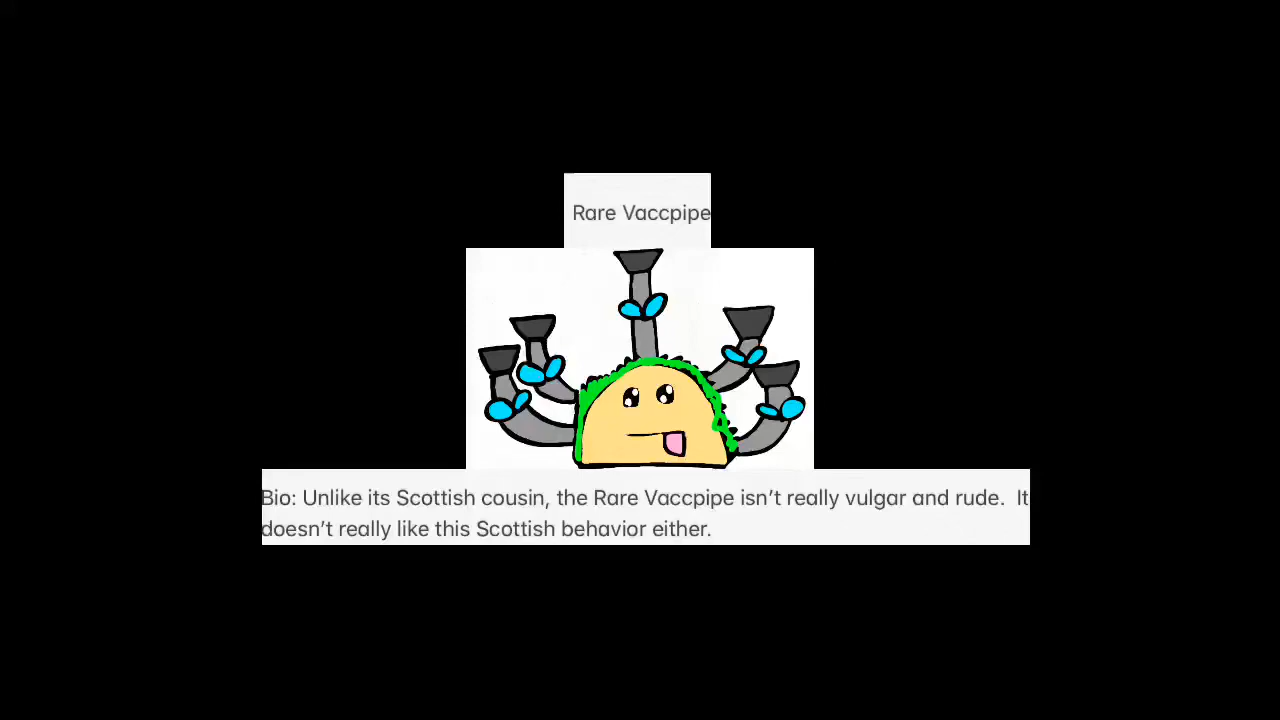 Rare Vaccpipe
Bio: Unlike its Scottish cousin, the Rare Vaccpipe isn’t really vulgar and rude.  It
doesn’t really like this Scottish behavior either.